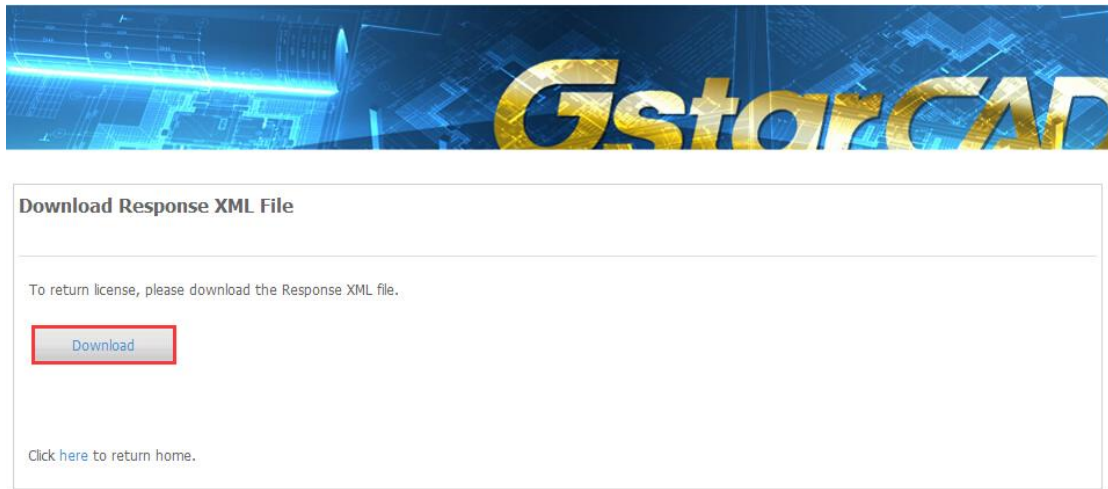 GstarCAD
Download Response XML File
To return license, please download the Response XML file.
Download
Click here to return home.